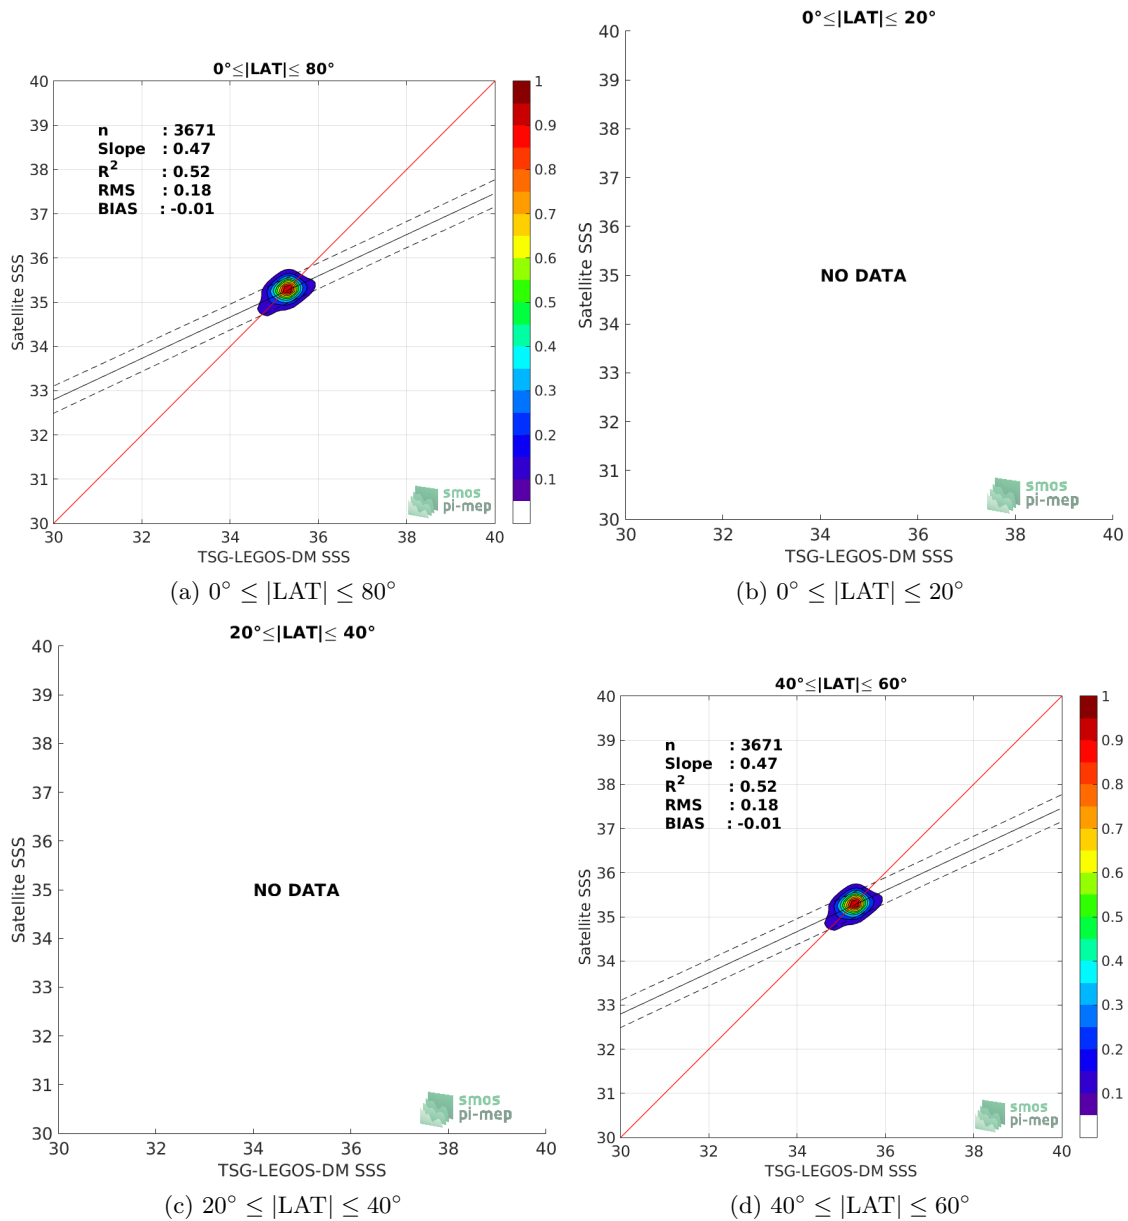 0°≤|LAT|≤ 80°
40
39
38
37
36
35
34
33
32
31
30
Satellite SSS
n : 3671
Slope : 0.47
R2 : 0.52
RMS : 0.18
BIAS : -0.01
1
0.9
0.8
0.7
0.6
0.5
0.4
0.3
0.2
0.1
smos
pi-mep
30 32 34 36 38 40
TSG-LEGOS-DM SSS
(a) 0° ≤ |LAT| ≤ 80°
0°≤|LAT|≤ 20°
40
39
38
37
36
35
34
33
32
31
30
Satellite SSS
NO DATA
smos
pi-mep
30 32 34 36 38 40
TSG-LEGOS-DM SSS
(b) 0° ≤ |LAT| ≤ 20°
20°≤|LAT|≤ 40°
40
39
38
37
36
35
34
33
32
31
30
Satellite SSS
NO DATA
smos
pi-mep
30 32 34 36 38 40
TSG-LEGOS-DM SSS
(c) 20° ≤ |LAT| ≤ 40°
40°≤|LAT|≤ 60°
40
39
38
37
36
35
34
33
32
31
30
Satellite SSS
n : 3671
Slope : 0.47
R2 : 0.52
RMS : 0.18
BIAS : -0.01
1
0.9
0.8
0.7
0.6
0.5
0.4
0.3
0.2
0.1
smos
pi-mep
30 32 34 36 38 40
TSG-LEGOS-DM SSS
(d) 40° ≤ |LAT| ≤ 60°